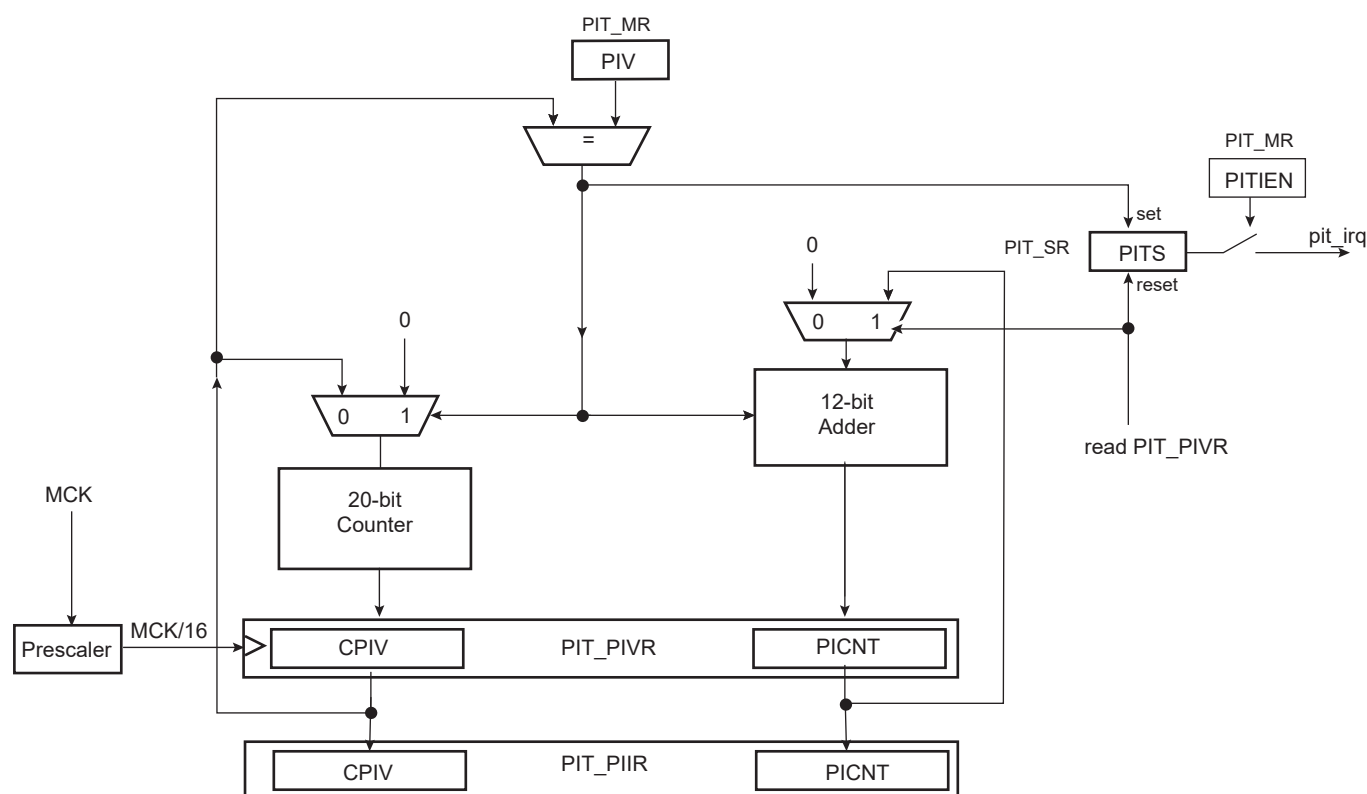 PIT_MR
PIV
=
PIT_MR
PITIEN
set
0
PIT_SR
PITS
pit_irq
reset
0
0 1
0 1
12-bit
Adder
read PIT_PIVR
MCK
20-bit
Counter
MCK/16
Prescaler
CPIV
PIT_PIVR
PICNT
CPIV
PIT_PIIR
PICNT